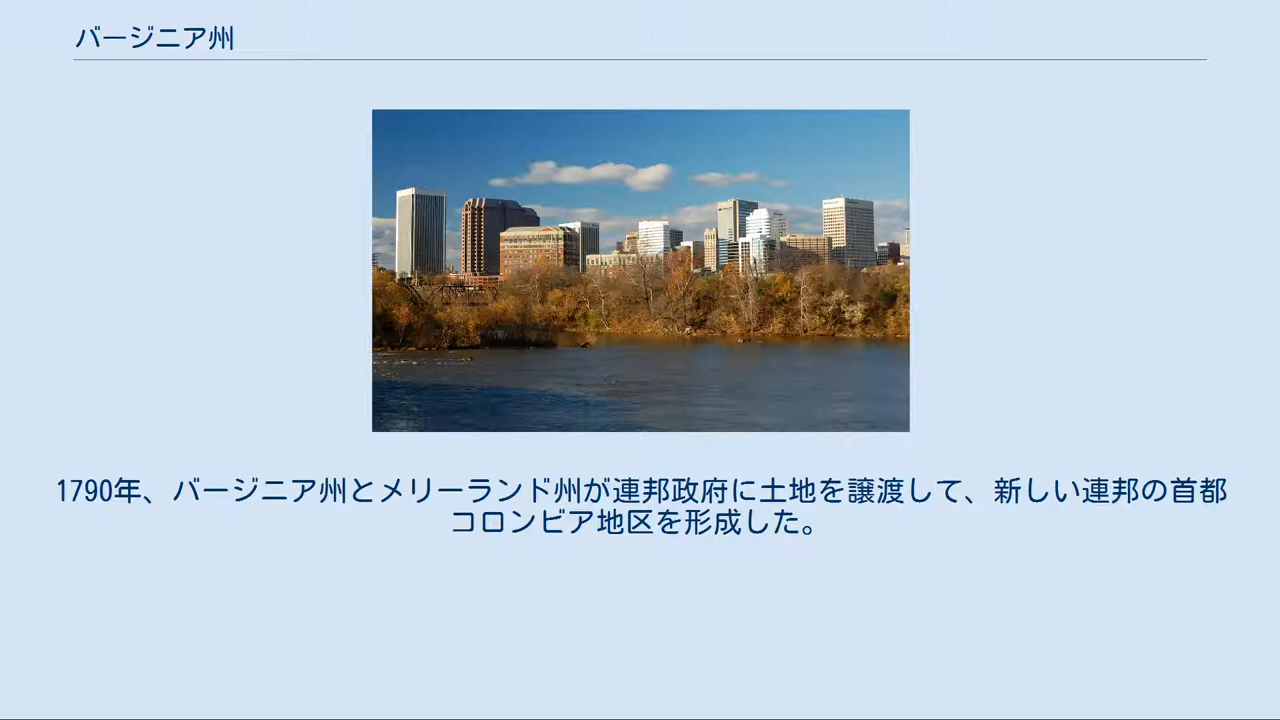 バージニア州
1790年、バージニア州とメリーランド州が連邦政府に土地を譲渡して、新しい連邦の首都
コロンビア地区を形成した。